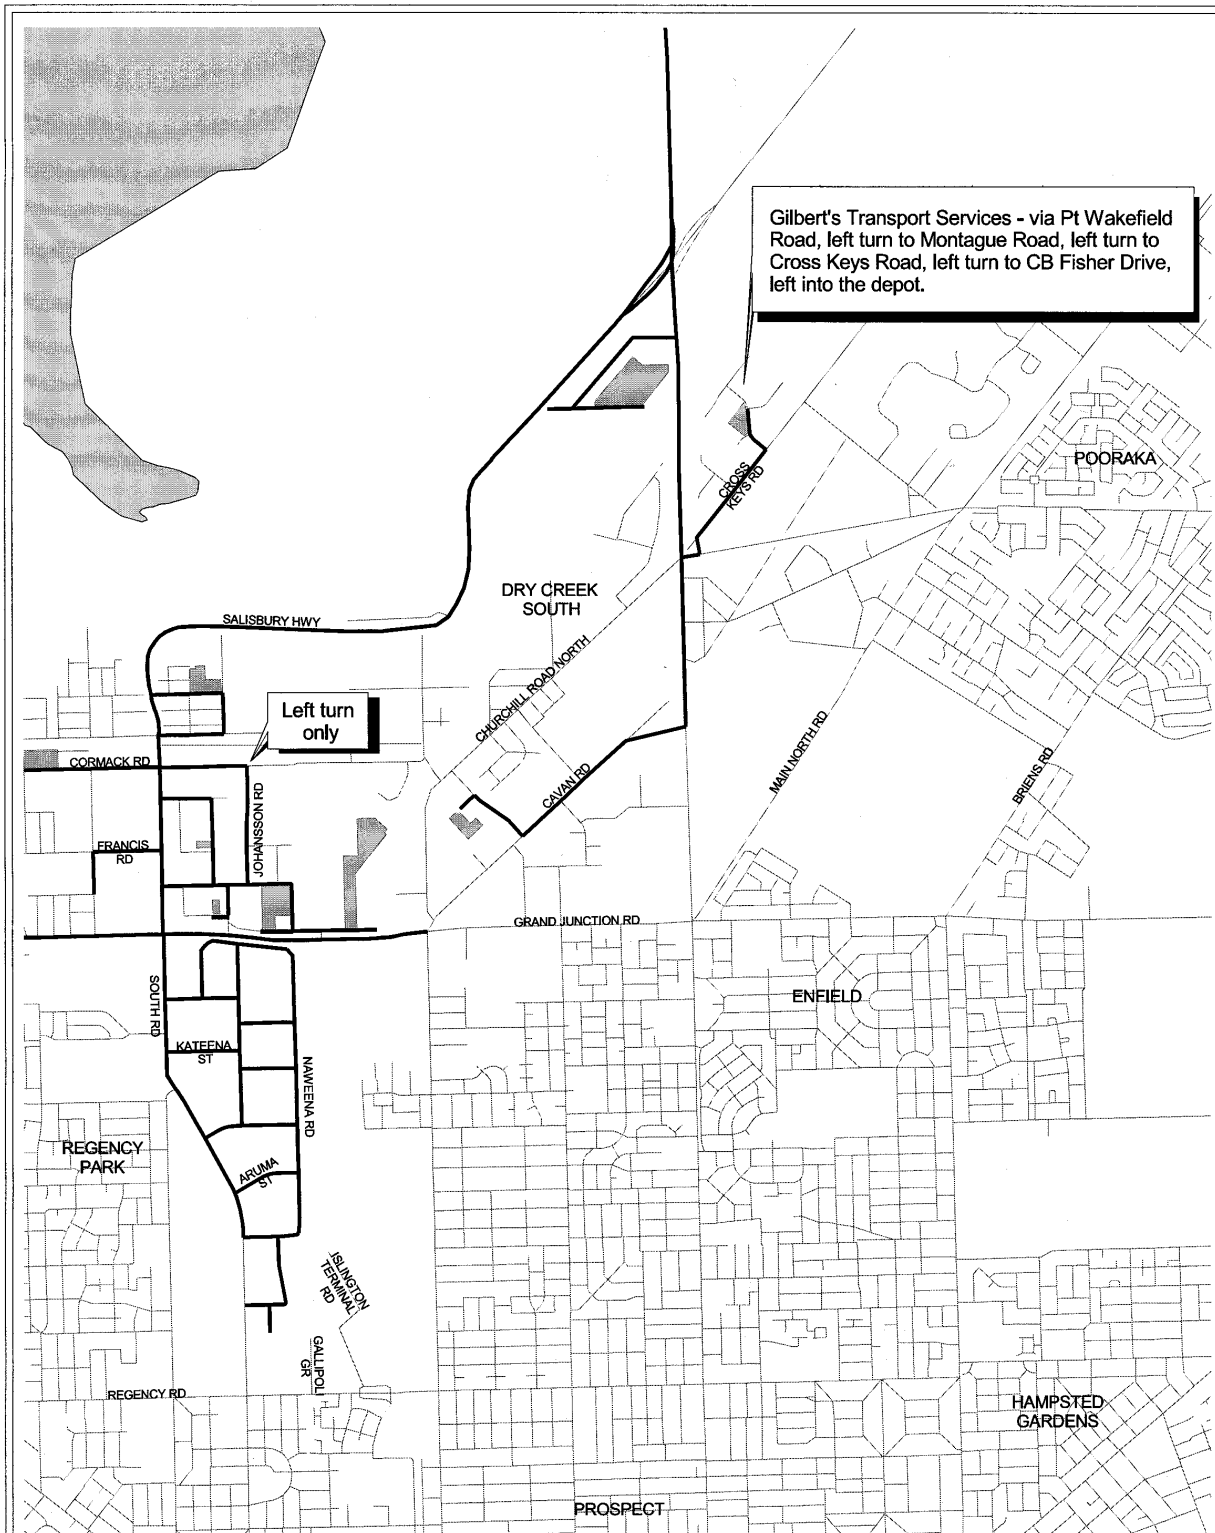 Gilbert's Transport Services - via Pt Wakefield
Road, left turn to Montague Road, left turn to
Cross Keys Road, left turn to CB Fisher Drive,
left into the depot.
POORAKA
CROSS
KEYS RD
DRY CREEK
SOUTH
SALISBURY HWY
CHURCHILL ROAD NORTH
Left turn
only
CORMACK RD
CAVAN RD
MAIN NORTH RD
BRIENS RD
JOHANSSON RD
FRANCIS
RD
GRAND JUNCTION RD
SOUTH RD
ENFIELD
KATEENA
ST
NAWEENA RD
REGENCY
PARK
ARUMA
ST
ISLINGTON
TERMINAL
RD
GALLIPOLI
GR
REGENCY RD
HAMPSTED
GARDENS
PROSPECT